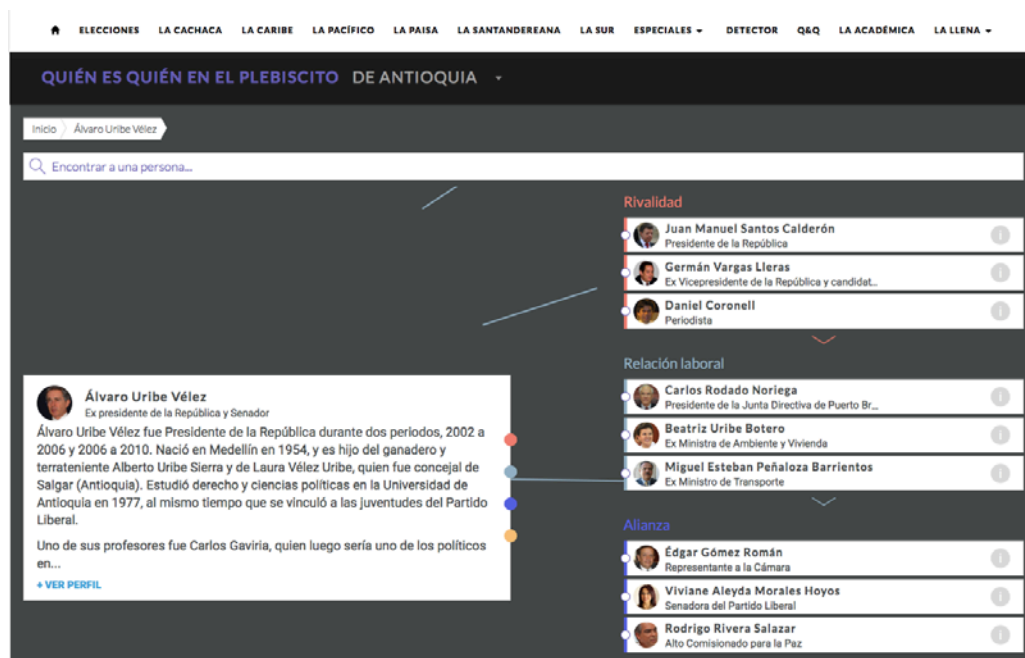 ELECCIONES LA CACHACA LA CARIBE LA PACÍFICO LA PAISA LA SANTANDEREANA LA SUR ESPECIALES DETECTOR Q&Q LA ACADÉMICA LA LLENA
QUIÉN ES QUIÉN EN EL PLEBISCITO DE ANTIOQUIA
Inicio Álvaro Uribe Vélez
Encontrar a una persona...
Álvaro Uribe Vélez
Ex presidente de la República y Senador
Álvaro Uribe Vélez fue Presidente de la República durante dos periodos, 2002 a
2006 y 2006 a 2010. Nació en Medellín en 1954, y es hijo del ganadero y
terrateniente Alberto Uribe Sierra y de Laura Vélez Uribe, quien fue concejal de
Salgar (Antioquia). Estudió derecho y ciencias políticas en la Universidad de
Antioquia en 1977, al mismo tiempo que se vinculó a las juventudes del Partido
Liberal.
Uno de sus profesores fue Carlos Gaviria, quien luego sería uno de los políticos
en...
+ VER PERFIL
Rivalidad
Juan Manuel Santos Calderón
Presidente de la República
Germán Vargas Lleras
Ex Vicepresidente de la República y candidat...
Daniel Coronell
Periodista
Relación laboral
Carlos Rodado Noriega
Presidente de la Junta Directiva de Puerto Br...
Beatriz Uribe Botero
Ex Ministra de Ambiente y Vivienda
Miguel Esteban Peñaloza Barrientos
Ex Ministro de Transporte
Alianza
Édgar Gómez Román
Representante a la Cámara
Viviane Aleyda Morales Hoyos
Senadora del Partido Liberal
Rodrigo Rivera Salazar
Alto Comisionado para la Paz